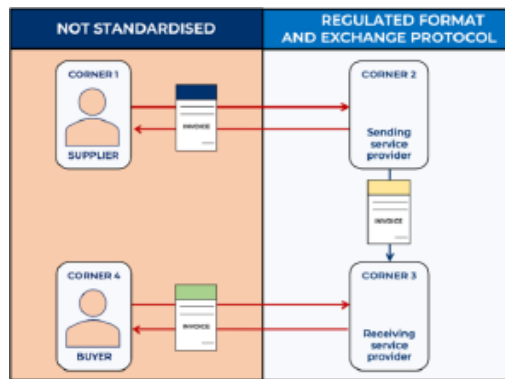 NOT STANDARDISED
REGULATED FORMAT
AND EXCHANGE PROTOCOL
CORNER 1
SUPPLIER
INVOICE
CORNER 2
Sending
service
provider
INVOICE
CORNER 4
BUYER
INVOICE
CORNER 3
Receiving
service
provider